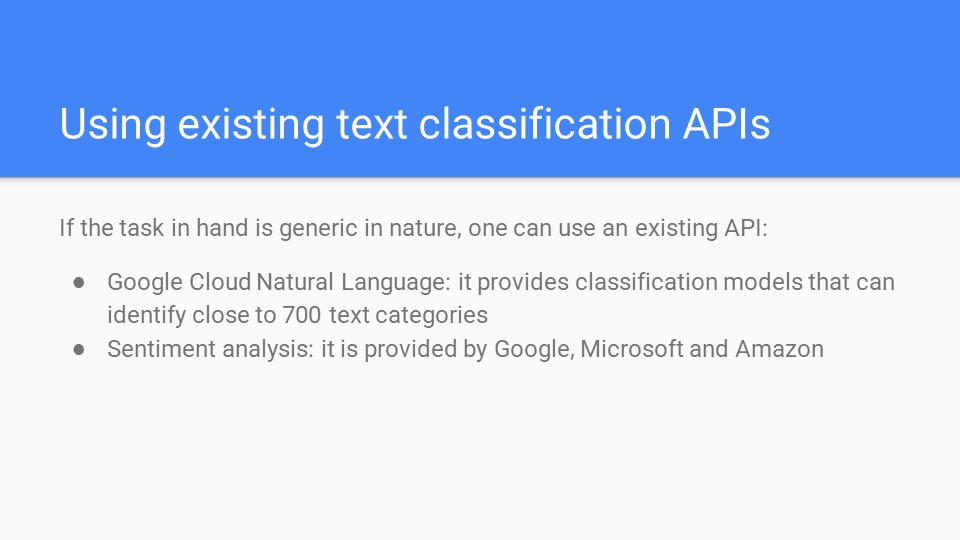 Using existing text classification APIs
If the task in hand is generic in nature, one can use an existing API:
● Google Cloud Natural Language: it provides classification models that can
identify close to 700 text categories
● Sentiment analysis: it is provided by Google, Microsoft and Amazon